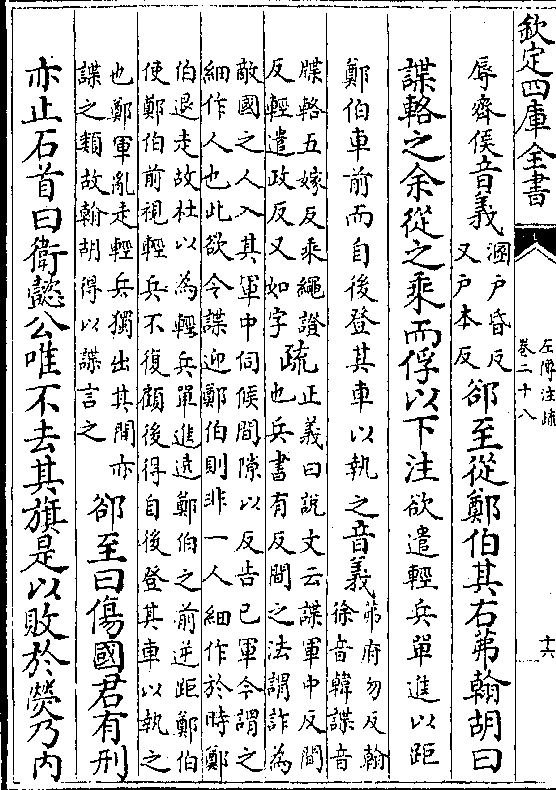 欽定四庫全書
左傳注疏
卷二十八
十六
辱齊侯音義
溷戶昏反
又戶本反
郤至從鄭伯其右茀翰胡曰
諜輅之余從之乘而俘以下注欲遣輕兵單進以距
鄭伯車前而自後登其車以執之音義
茀府勿反翰
徐音韓諜音
牒輅五嫁反乘繩證
反輕遣政反又如字
疏
正義曰說文云諜軍中反間
也兵書有反間之法謂詐為
敵國之人入其軍中伺候間隙以反告己軍令謂之
細作人也此欲令諜迎鄭伯則非一人細作於時鄭
伯退走故杜以為輕兵單進遶鄭伯之前逆距鄭伯
使鄭伯前視輕兵不復顧後得自後登其車以執之
也鄭軍亂走輕兵獨出其間亦
諜之類故翰胡得以諜言之
郤至曰傷國君有刑
亦止石首曰衛懿公唯不去其旗是以敗於熒乃內